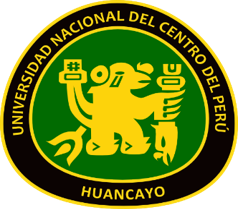 UNIVERSIDAD NACIONAL DEL CENTRO DEL PERÚ
HUANCAYO